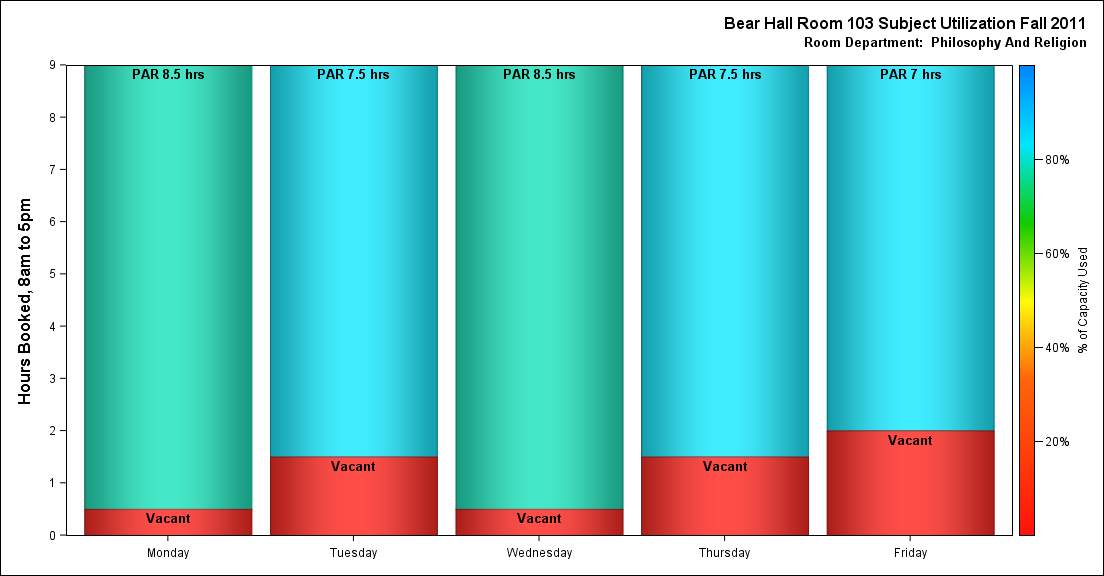 Bear Hall Room 103 Subject Utilization Fall 2011
Room Department:  Philosophy And Religion
Hours Booked, 8am to 5pm
9
8
7
6
5
4
3
2
1
0
PAR 8.5 hrs
PAR 7.5 hrs
PAR 8.5 hrs
PAR 7.5 hrs
PAR 7 hrs
Vacant
Vacant
Vacant
Vacant
Vacant
Monday
Tuesday
Wednesday
Thursday
Friday
80%
60%
40%
20%
% of Capacity Used